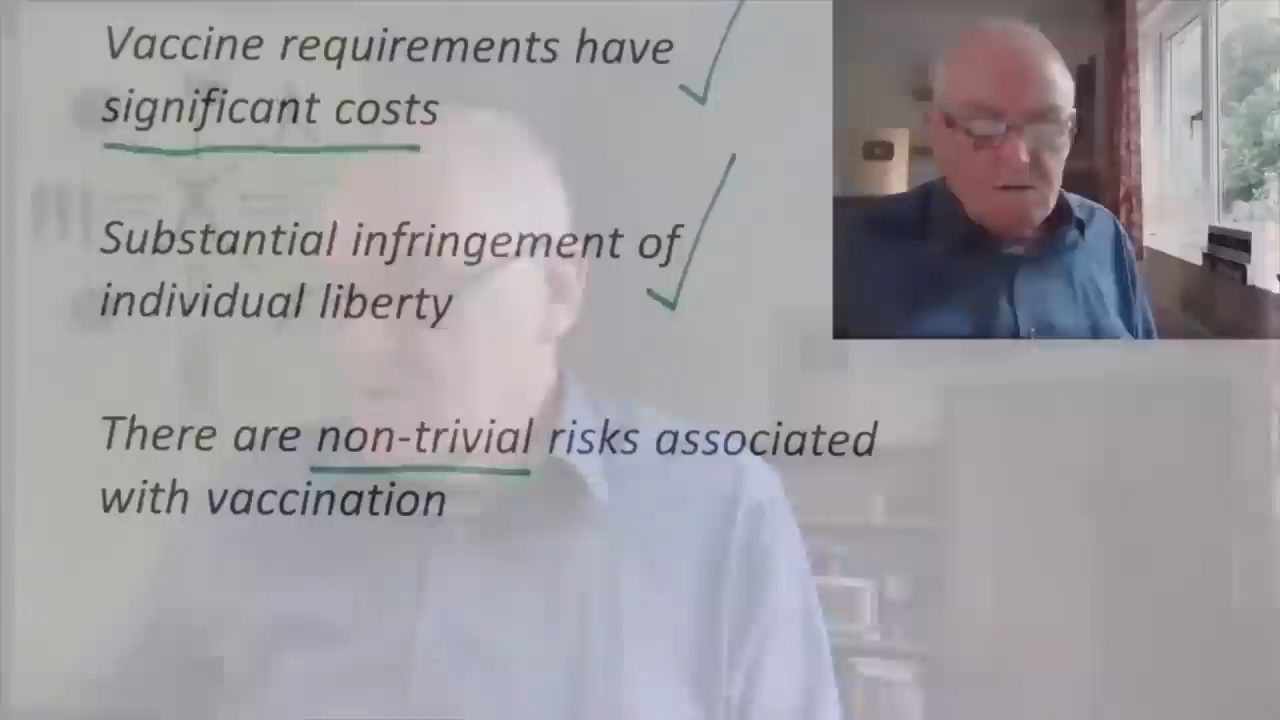 Vaccine requirements have
significant costs
Substantial infringement of
individual liberty
There are non-trivial risks associated
with vaccination